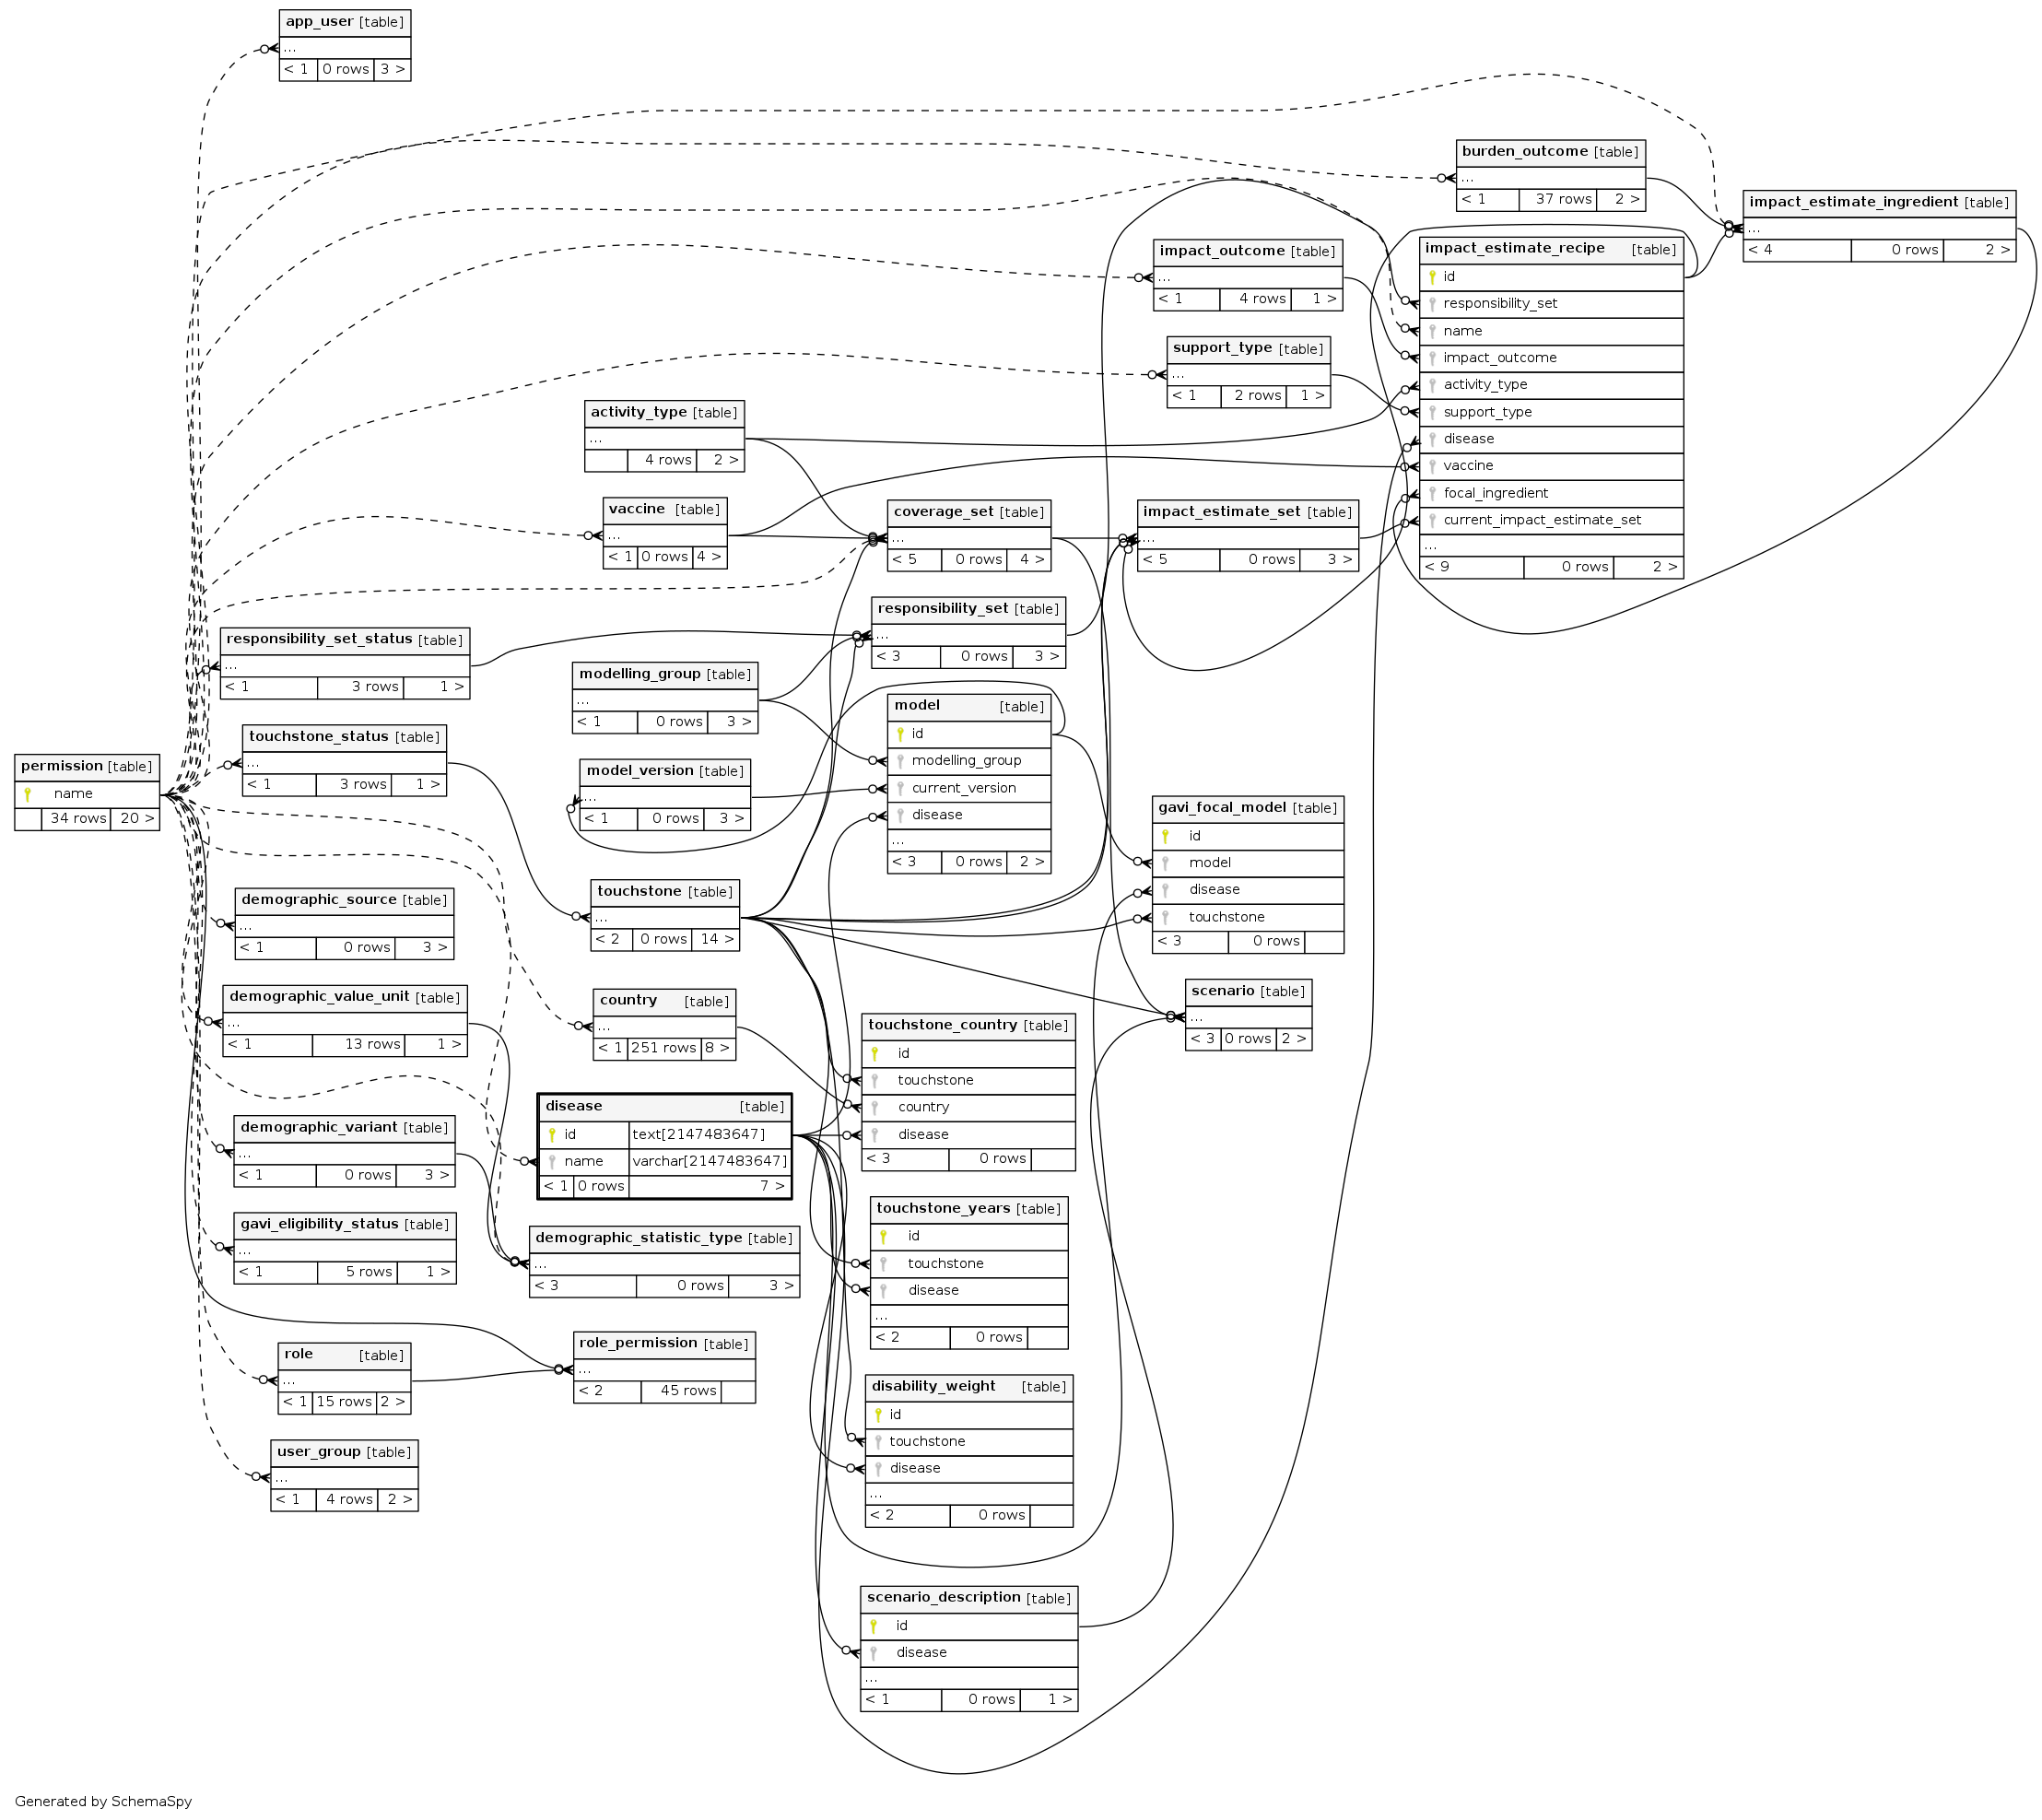 app_user [table]
...
< 1 0 rows 3 >
burden_outcome [table]
...
< 1 37 rows 2 >
impact_estimate_ingredient [table]
...
< 4 0 rows 2 >
impact_outcome [table]
...
< 1 4 rows 1 >
impact_estimate_recipe [table]
id
responsibility_set
name
impact_outcome
activity_type
support_type
disease
vaccine
focal_ingredient
current_impact_estimate_set
...
< 9 0 rows 2 >
support_type [table]
...
< 1 2 rows 1 >
activity_type [table]
...
4 rows 2 >
vaccine [table]
...
< 1 0 rows 4 >
coverage_set [table]
...
< 5 0 rows 4 >
impact_estimate_set [table]
...
< 5 0 rows 3 >
responsibility_set [table]
...
< 3 0 rows 3 >
responsibility_set_status [table]
...
< 1 3 rows 1 >
modelling_group [table]
...
< 1 0 rows 3 >
model [table]
id
modelling_group
current_version
disease
...
< 3 0 rows 2 >
touchstone_status [table]
...
< 1 3 rows 1 >
permission [table]
name
34 rows 20 >
model_version [table]
...
< 1 0 rows 3 >
gavi_focal_model [table]
id
model
disease
touchstone
< 3 0 rows
touchstone [table]
...
< 2 0 rows 14 >
demographic_source [table]
...
< 1 0 rows 3 >
scenario [table]
...
< 3 0 rows 2 >
demographic_value_unit [table]
...
< 1 13 rows 1 >
country [table]
...
< 1 251 rows 8 >
touchstone_country [table]
id
touchstone
country
disease
< 3 0 rows
disease [table]
id text[2147483647]
name varchar[2147483647]
< 1 0 rows 7 >
demographic_variant [table]
...
< 1 0 rows 3 >
touchstone_years [table]
id
touchstone
disease
...
< 2 0 rows
gavi_eligibility_status [table]
...
< 1 5 rows 1 >
demographic_statistic_type [table]
...
< 3 0 rows 3 >
role_permission [table]
...
< 2 45 rows
role [table]
...
< 1 15 rows 2 >
disability_weight [table]
id
touchstone
disease
...
< 2 0 rows
user_group [table]
...
< 1 4 rows 2 >
scenario_description [table]
id
disease
...
< 1 0 rows 1 >
Generated by SchemaSpy